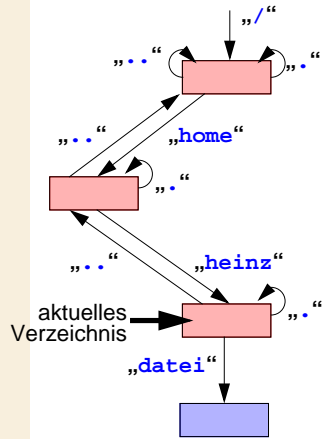 „/“
„..“ „.“
„..“ „home“
„.“
„..“ „heinz“
aktuelles
Verzeichnis
„.“
„datei“